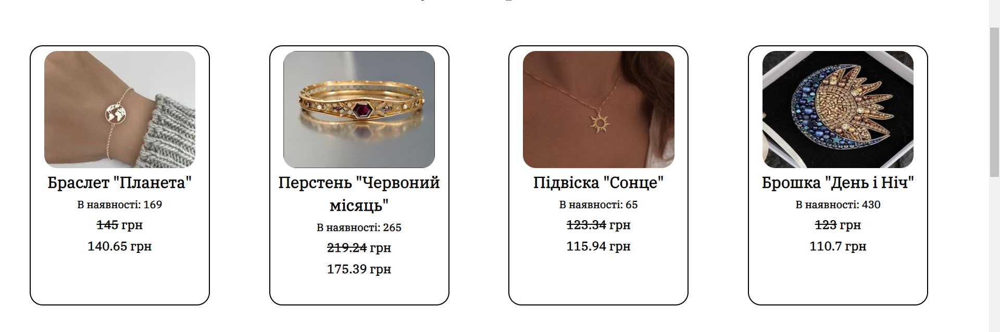 Браслет "Планета"
В наявності: 169
145 грн
140.65 грн
Перстень "Червоний
місяць"
В наявності: 265
219.24 грн
175.39 грн
Підвіска "Сонце"
В наявності: 65
123.34 грн
115.94 грн
Брошка "День і Ніч"
В наявності: 430
123 грн
110.7 грн